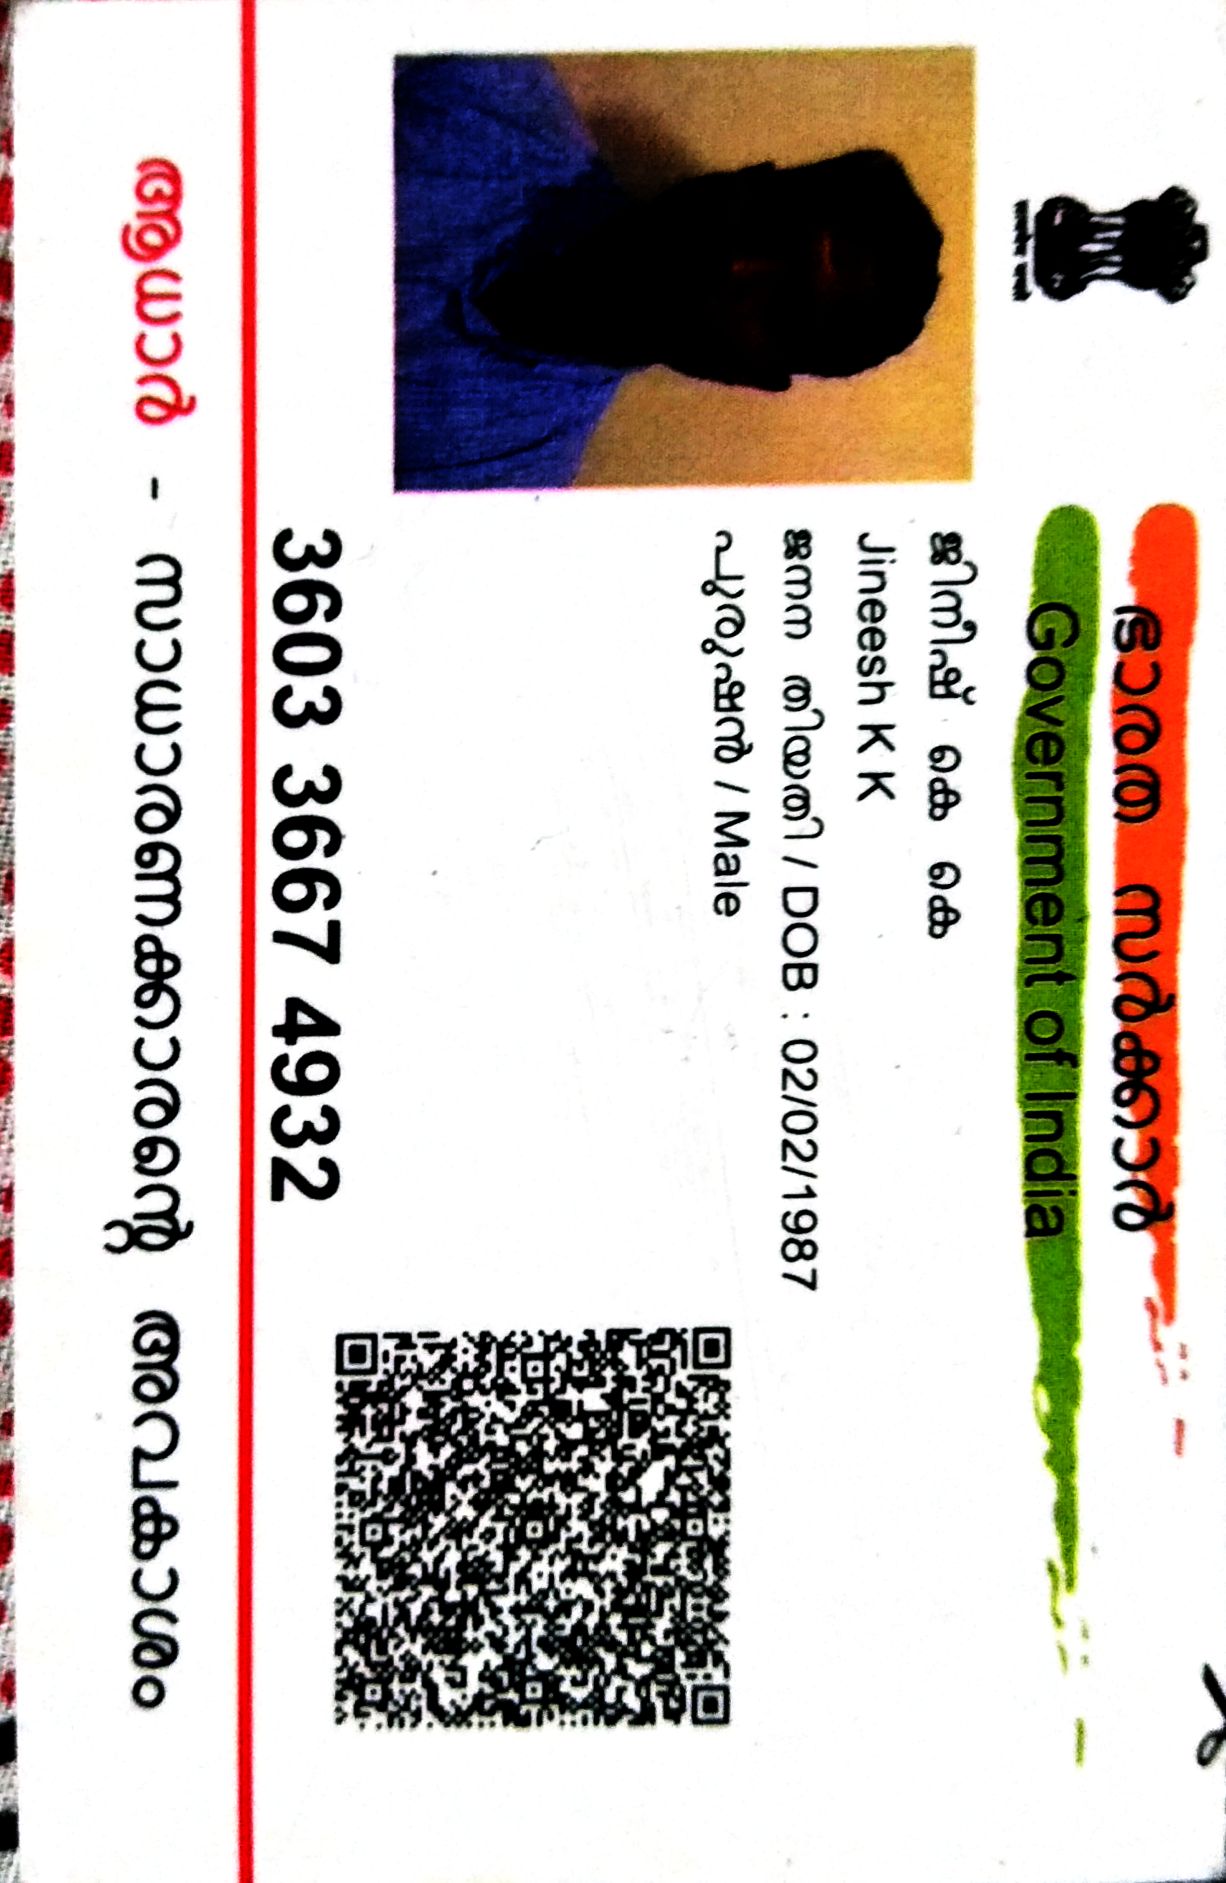 ഭാരത സർക്കാർ
Government of India
ജിനീഷ് കെ കെ
Jineesh K K
ജനന തിയതി / DOB : 02/02/1987
പുരുഷൻ / Male
3603 3667 4932
ആധാർ - സാധാരണക്കാരന്റെ അവകാശം